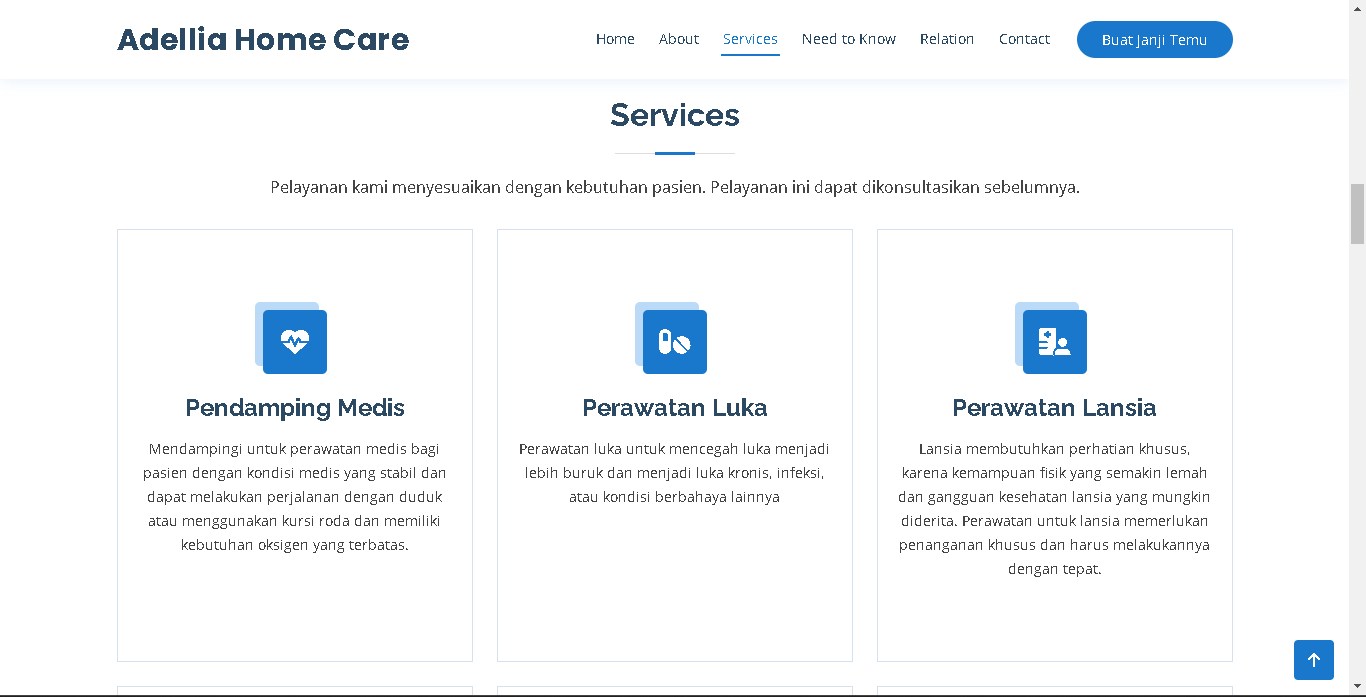 Adellia Home Care
Home
About
Services
Need to Know
Relation
Contact
Buat Janji Temu
Services
Pelayanan kami menyesuaikan dengan kebutuhan pasien. Pelayanan ini dapat dikonsultasikan sebelumnya.
Pendamping Medis
Mendampingi untuk perawatan medis bagi
pasien dengan kondisi medis yang stabil dan
dapat melakukan perjalanan dengan duduk
atau menggunakan kursi roda dan memiliki
kebutuhan oksigen yang terbatas.
Perawatan Luka
Perawatan luka untuk mencegah luka menjadi
lebih buruk dan menjadi luka kronis, infeksi,
atau kondisi berbahaya lainnya
Perawatan Lansia
Lansia membutuhkan perhatian khusus,
karena kemampuan fisik yang semakin lemah
dan gangguan kesehatan lansia yang mungkin
diderita. Perawatan untuk lansia memerlukan
penanganan khusus dan harus melakukannya
dengan tepat.